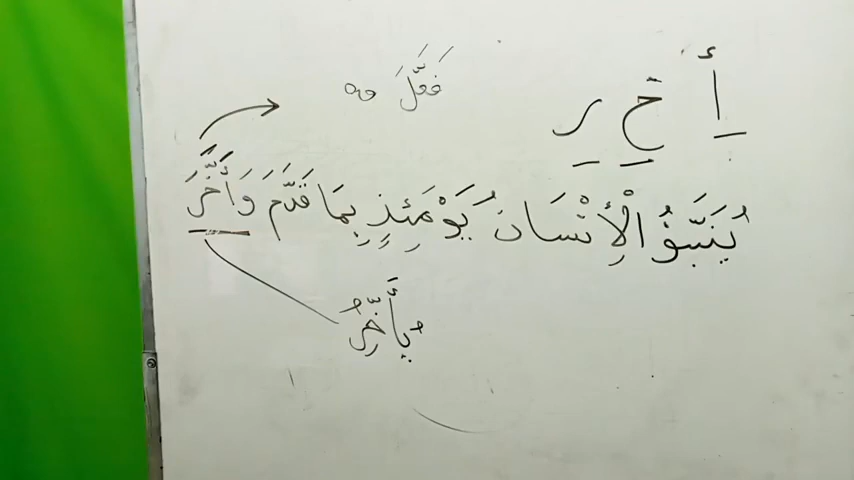 فَعَّلَ
أِ خِ رِ
يُنَبَّؤُ الْأِنْسَان يَوْمَئِذٍ بِمَا قَدَّمَ وَأَخَّرَ
يُأَخِّرُ